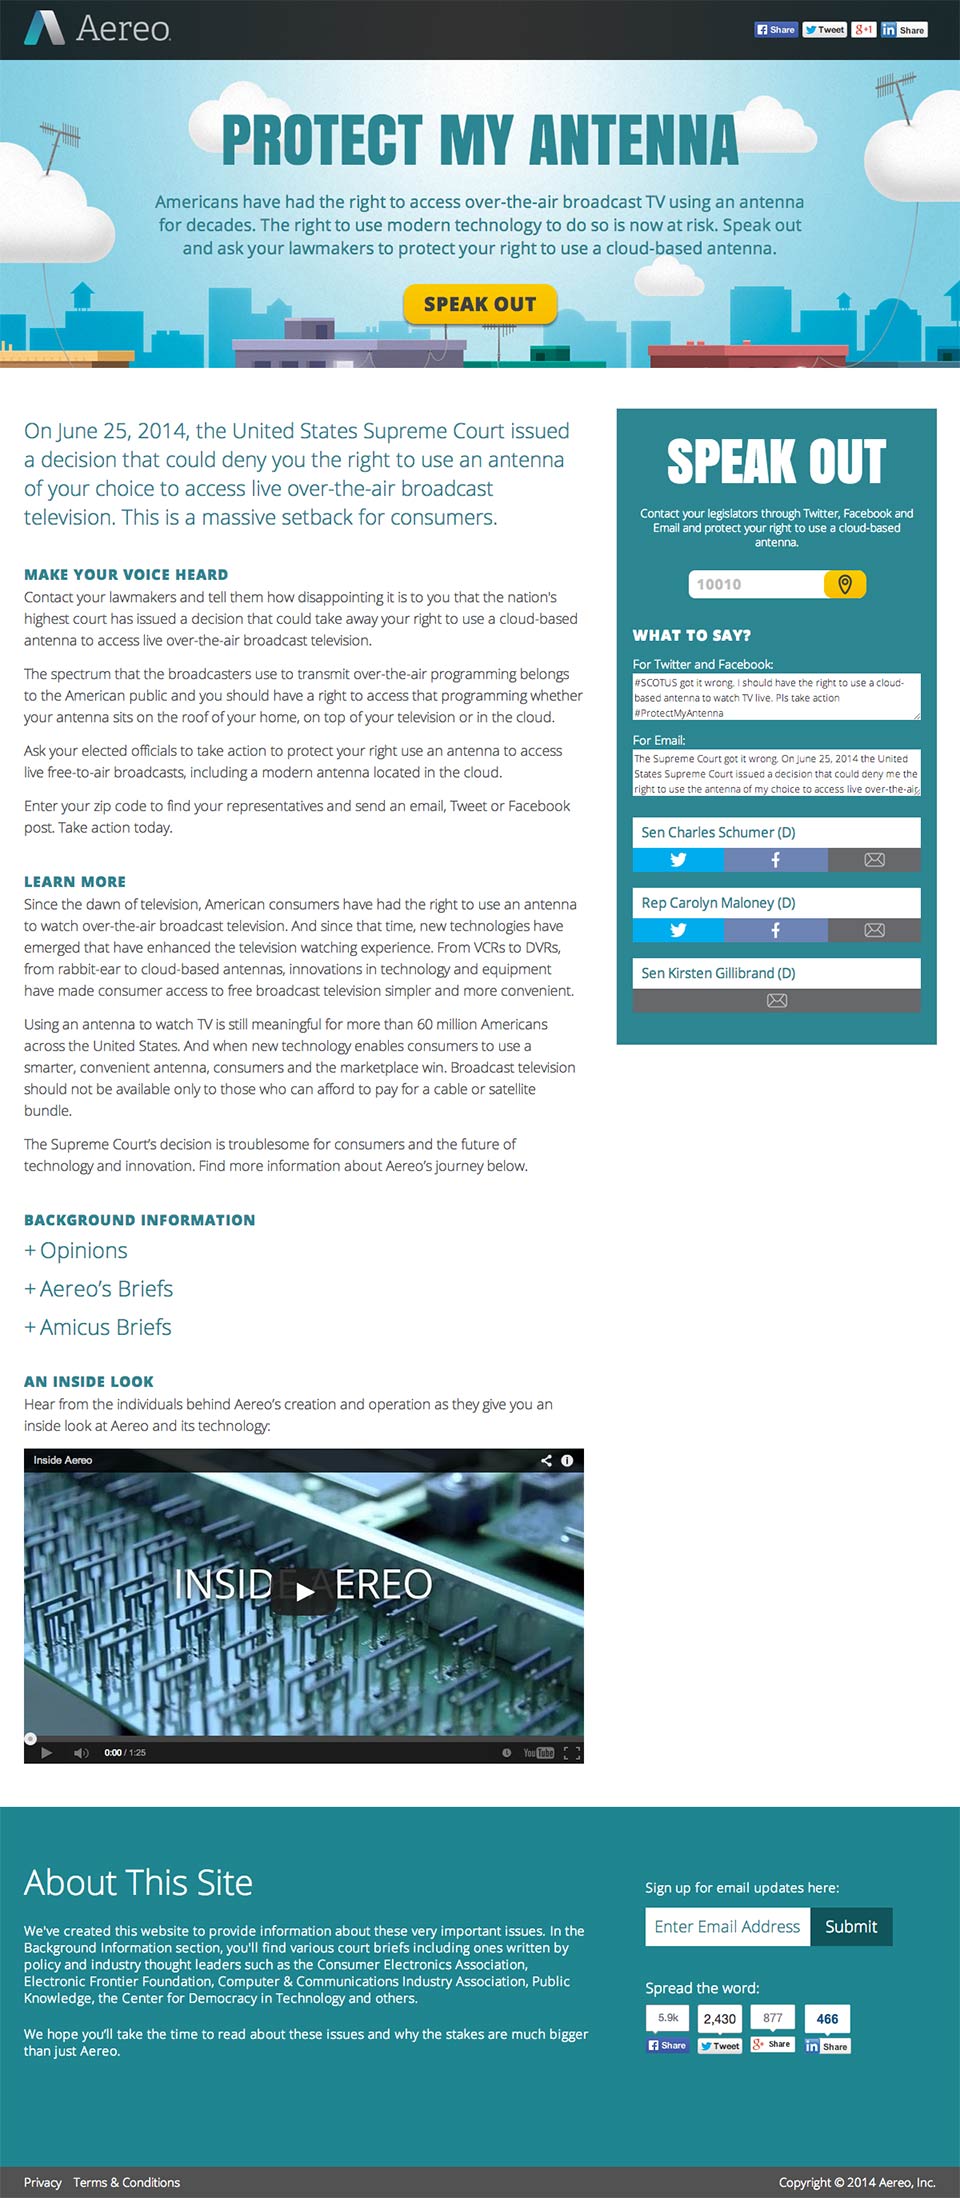 Aereo
Share
Tweet
+1
Share
PROTECT MY ANTENNA
Americans have had the right to access over-the-air broadcast TV using an antenna
for decades. The right to use modern technology to do so is now at risk. Speak out
and ask your lawmakers to protect your right to use a cloud-based antenna.
SPEAK OUT
On June 25, 2014, the United States Supreme Court issued
a decision that could deny you the right to use an antenna
of your choice to access live over-the-air broadcast
television. This is a massive setback for consumers.
MAKE YOUR VOICE HEARD
Contact your lawmakers and tell them how disappointing it is to you that the nation's
highest court has issued a decision that could take away your right to use a cloud-based
antenna to access live over-the-air broadcast television.
The spectrum that the broadcasters use to transmit over-the-air programming belongs
to the American public and you should have a right to access that programming whether
your antenna sits on the roof of your home, on top of your television or in the cloud.
Ask your elected officials to take action to protect your right use an antenna to access
live free-to-air broadcasts, including a modern antenna located in the cloud.
Enter your zip code to find your representatives and send an email, Tweet or Facebook
post. Take action today.
LEARN MORE
Since the dawn of television, American consumers have had the right to use an antenna
to watch over-the-air broadcast television. And since that time, new technologies have
emerged that have enhanced the television watching experience. From VCRs to DVRs,
from rabbit-ear to cloud-based antennas, innovations in technology and equipment
have made consumer access to free broadcast television simpler and more convenient.
Using an antenna to watch TV is still meaningful for more than 60 million Americans
across the United States. And when new technology enables consumers to use a
smarter, convenient antenna, consumers and the marketplace win. Broadcast television
should not be available only to those who can afford to pay for a cable or satellite
bundle.
The Supreme Court's decision is troublesome for consumers and the future of
technology and innovation. Find more information about Aereo's journey below.
BACKGROUND INFORMATION
+ Opinions
+ Aereo's Briefs
+ Amicus Briefs
AN INSIDE LOOK
Hear from the individuals behind Aereo's creation and operation as they give you an
inside look at Aereo and its technology:
Inside Aereo
INSIDE AEREO
0:00 / 1:25
YouTube
SPEAK OUT
Contact your legislators through Twitter, Facebook and
Email and protect your right to use a cloud-based
antenna.
10010
WHAT TO SAY?
For Twitter and Facebook:
#SCOTUS got it wrong. I should have the right to use a cloud-
based antenna to watch TV live. Pls take action
#ProtectMyAntenna
For Email:
The Supreme Court got it wrong. On June 25, 2014 the United
States Supreme Court issued a decision that could deny me the
right to use the antenna of my choice to access live over-the-air
Sen Charles Schumer (D)
Rep Carolyn Maloney (D)
Sen Kirsten Gillibrand (D)
About This Site
We've created this website to provide information about these very important issues. In the
Background Information section, you'll find various court briefs including ones written by
policy and industry thought leaders such as the Consumer Electronics Association,
Electronic Frontier Foundation, Computer & Communications Industry Association, Public
Knowledge, the Center for Democracy in Technology and others.
We hope you'll take the time to read about these issues and why the stakes are much bigger
than just Aereo.
Sign up for email updates here:
Enter Email Address
Submit
Spread the word:
5.9k 2,430 877 466
Share Tweet Share Share
Privacy Terms & Conditions
Copyright © 2014 Aereo, Inc.